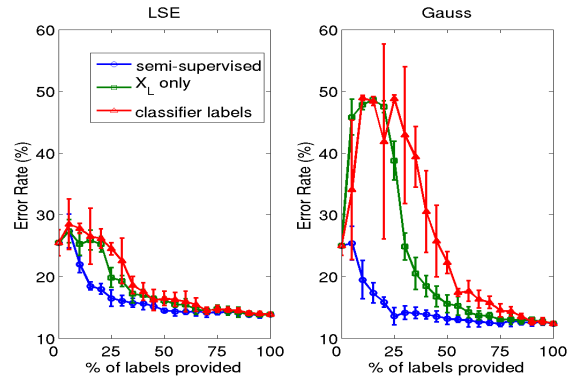 LSE
Gauss
60
50
40
30
20
10
Error Rate (%)
semi-supervised
X_L only
classifier labels
0
25
50
75
100
% of labels provided
60
50
40
30
20
10
Error Rate (%)
0
25
50
75
100
% of labels provided